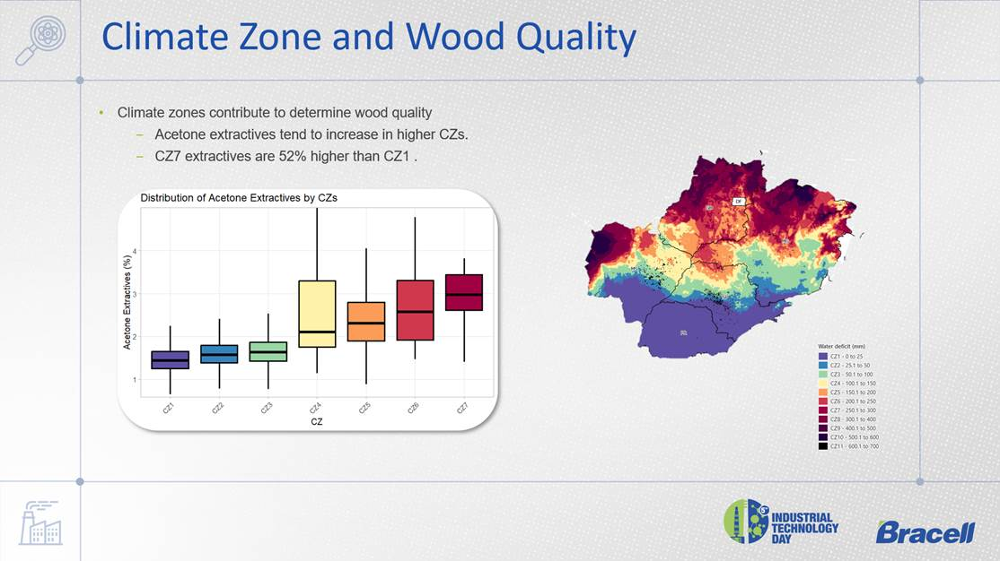 Climate Zone and Wood Quality
• Climate zones contribute to determine wood quality
– Acetone extractives tend to increase in higher CZs.
– CZ7 extractives are 52% higher than CZ1 .
Distribution of Acetone Extractives by CZs
Acetone Extractives (%)
4
3
2
1
CZ1
CZ2
CZ3
CZ4
CZ5
CZ6
CZ7
CZ
DF
PR
Water deficit (mm)
CZ1 - 0 to 25
CZ2 - 25.1 to 50
CZ3 - 50.1 to 100
CZ4 - 100.1 to 150
CZ5 - 150.1 to 200
CZ6 - 200.1 to 250
CZ7 - 250.1 to 300
CZ8 - 300.1 to 400
CZ9 - 400.1 to 500
CZ10 - 500.1 to 600
CZ11 - 600.1 to 700
INDUSTRIAL
TECHNOLOGY
DAY
Bracell